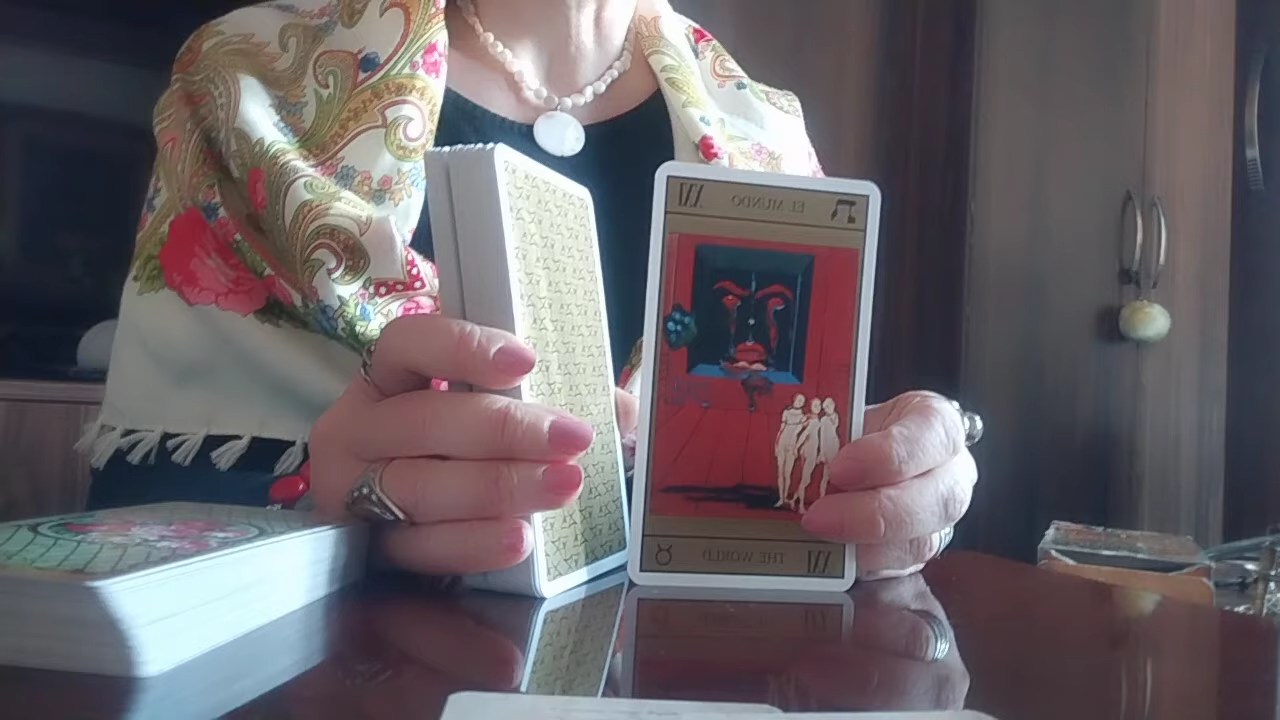 XXI EL MUNDO ת
XXI THE WORLD ♉